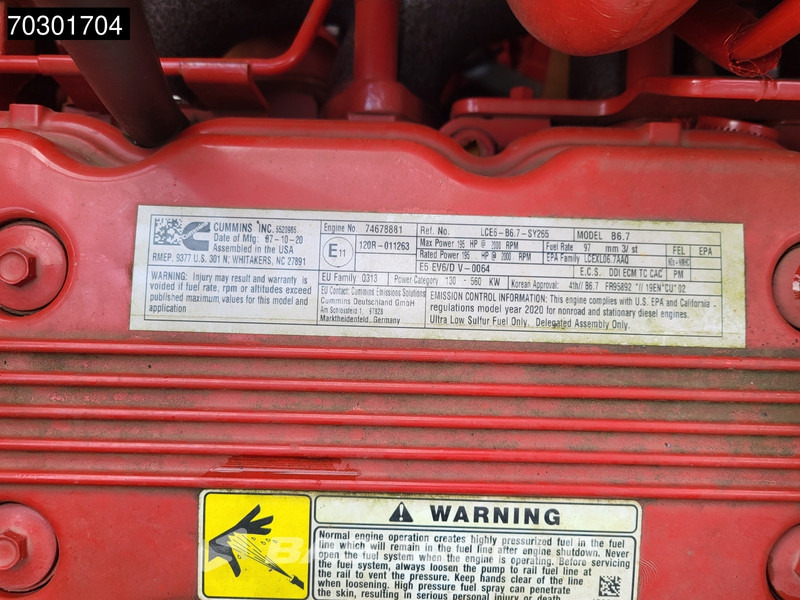 70301704
CUMMINS INC.
Date of Mfg: 07-10-20
Assembled in the USA
RMEP, 9377 U.S. 301 N; WHITAKERS, NC 27891
WARNING: Injury may result and
warranty is voided if fuel
rate, rpm or altitudes exceed
published maximum values for this model and
application
Engine No 74678881
E11 120R-011263
EU Family 0313 Power Category 130 - 560 KW
EU Contact: Cummins Emissions Solutions
Cummins Deutschland GmbH
Am Schlossfeld 1, 97828
Marktheidenfeld, Germany
Ref. No. LCE6-B6.7-SY265 MODEL B6.7
Max Power 195 HP @ 2000 RPM Fuel Rate 97 mm3/ st FEL EPA
Rated Power 195 HP @ 2000 RPM EPA Family LCEXL06.7AAQ
E5 EV6/D V-0064 E.C.S. DDI ECM TC CAC PM
Korean Approval: 4th// B6.7 FR95892 "// 19EN"CU' 02
EMISSION CONTROL INFORMATION: This engine complies with U.S. EPA and California
regulations model year 2020 for nonroad and stationary diesel engines.
Ultra Low Sulfur Fuel Only. Delegated Assembly Only.
WARNING
Normal engine operation creates highly pressurized fuel in the fuel
line which will remain in the fuel line after engine shutdown. Never
open the fuel system when the engine is operating. Before servicing
the fuel system, always loosen the pump to rail fuel line at
the rail to vent the pressure. Keep hands clear of the line
when loosening. High pressure fuel spray can penetrate
the skin, resulting in serious personal injury or death.